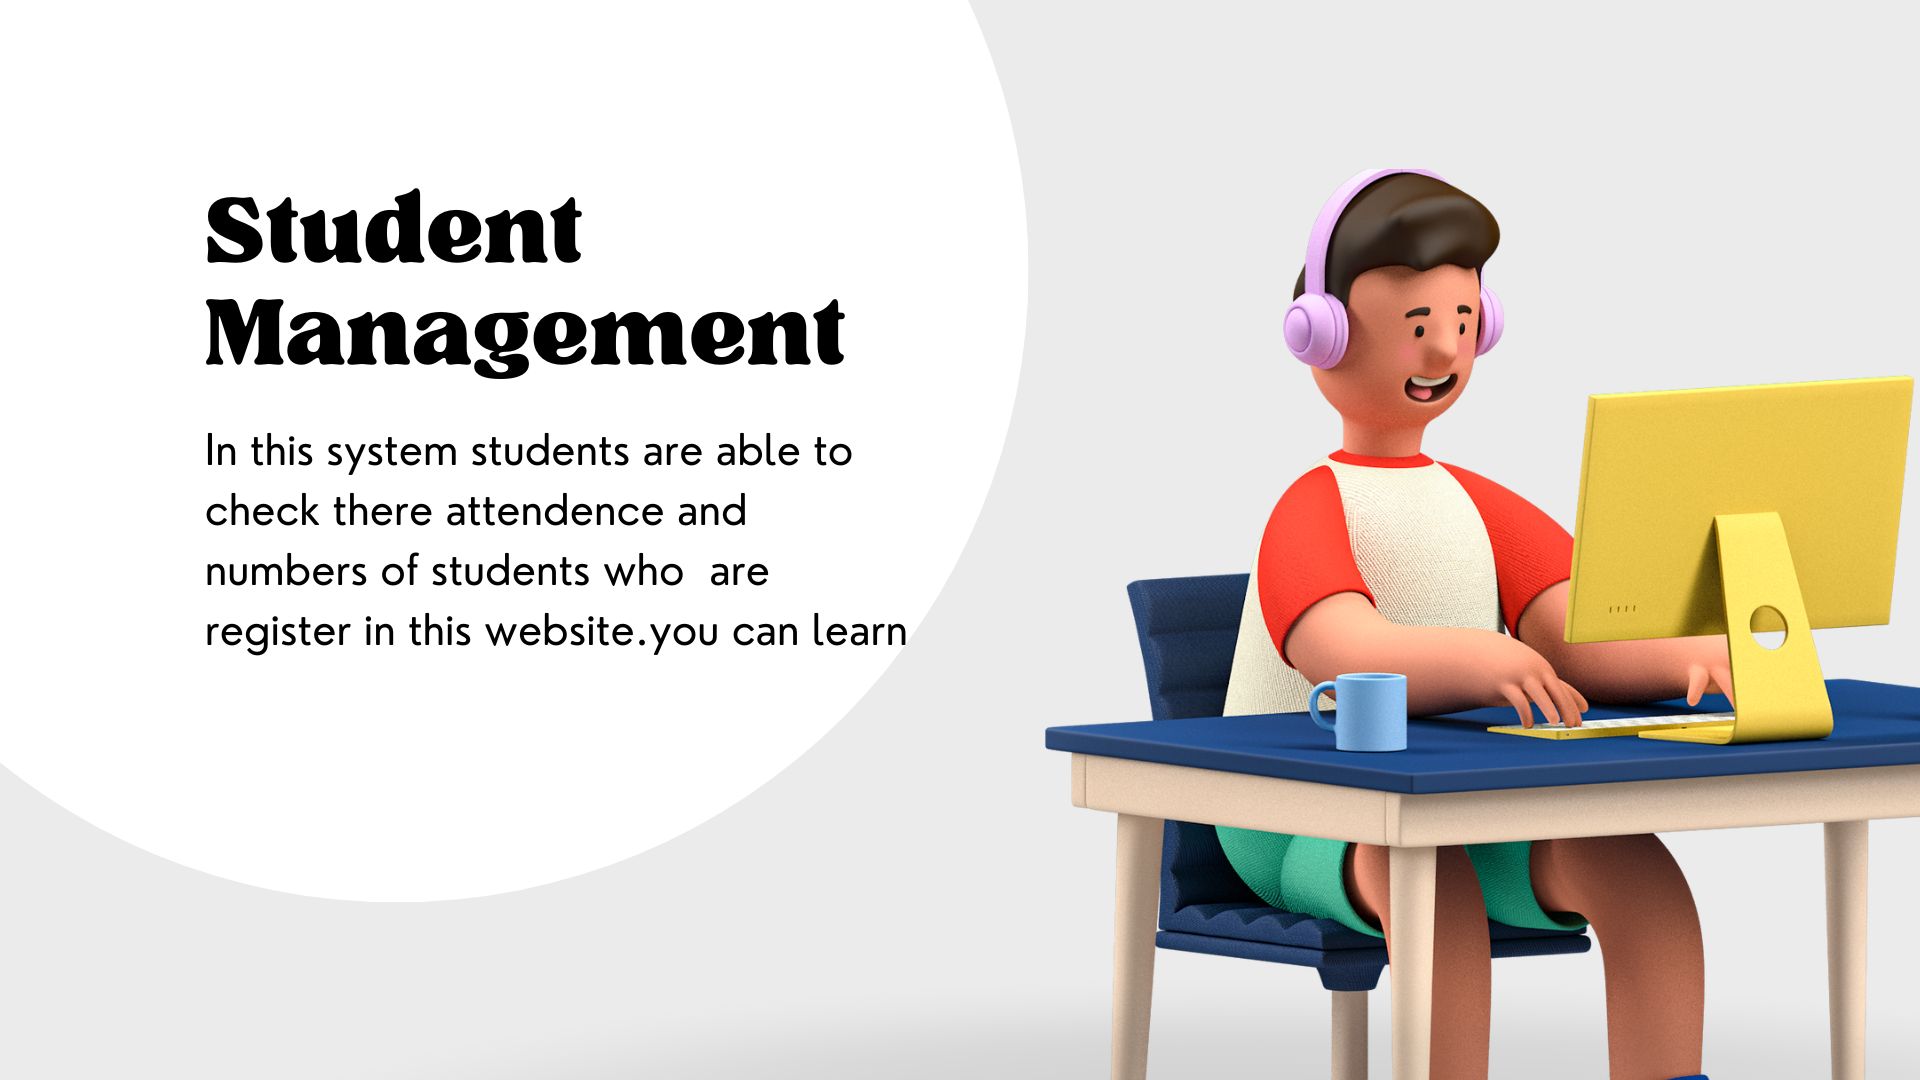 Student
Management
In this system students are able to
check there attendence and
numbers of students who  are
register in this website.you can learn